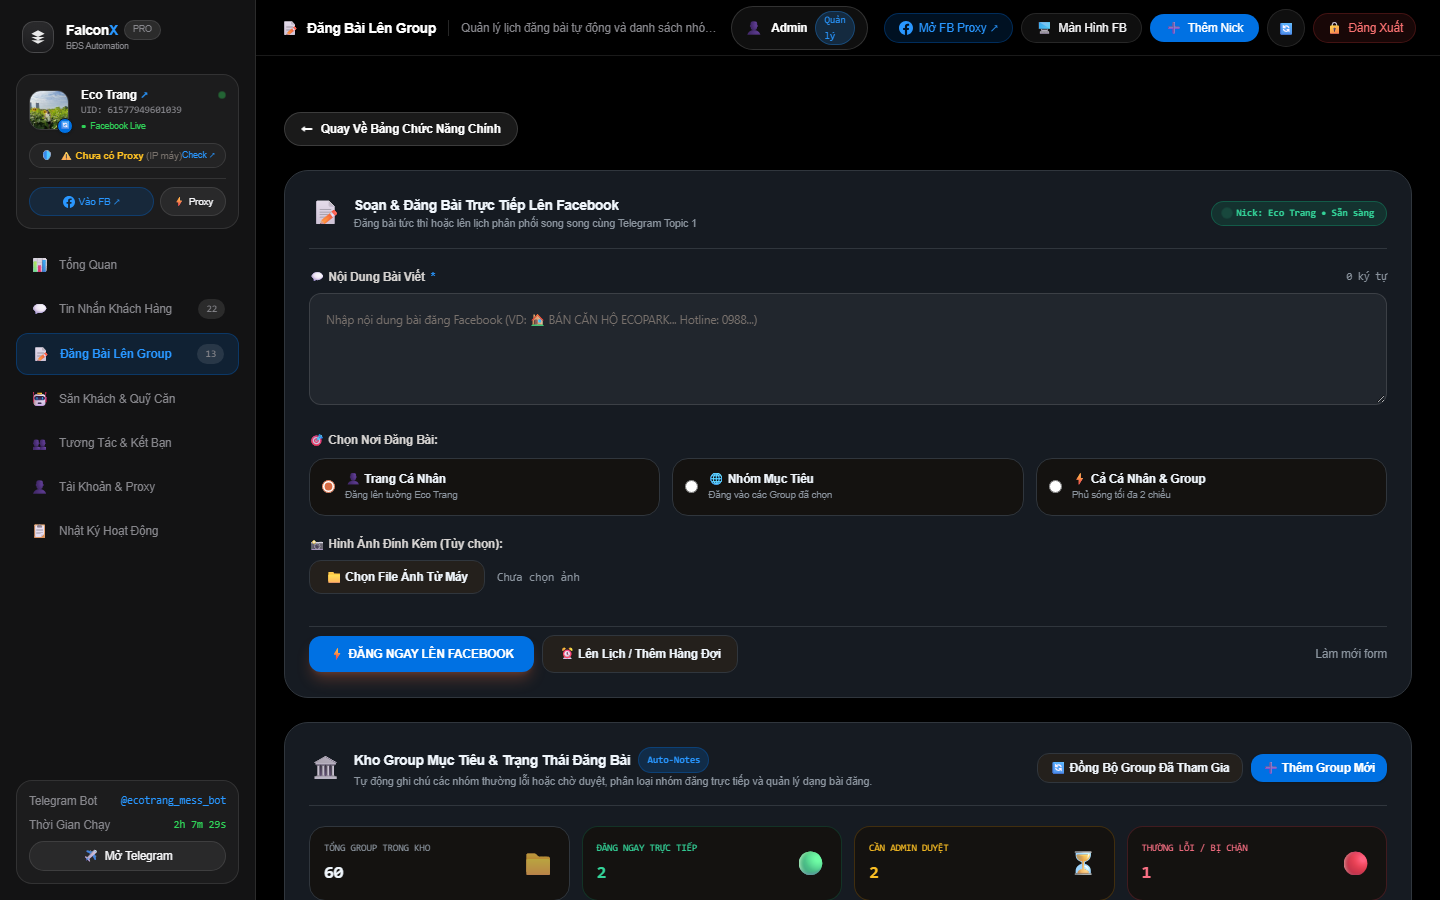 FalconX PRO
BĐS Automation
Eco Trang ↗
UID: 61577949601039
Facebook Live
Chưa có Proxy (IP máy) Check ↗
Vào FB ↗
Proxy
Tổng Quan
Tin Nhắn Khách Hàng 22
Đăng Bài Lên Group 13
Săn Khách & Quỹ Căn
Tương Tác & Kết Bạn
Tài Khoản & Proxy
Nhật Ký Hoạt Động
Telegram Bot @ecotrang_mess_bot
Thời Gian Chạy 2h 7m 29s
Mở Telegram
Đăng Bài Lên Group
Quản lý lịch đăng bài tự động và danh sách nhó...
Admin
Quản lý
Mở FB Proxy ↗
Màn Hình FB
Thêm Nick
Đăng Xuất
← Quay Về Bảng Chức Năng Chính
Soạn & Đăng Bài Trực Tiếp Lên Facebook
Đăng bài tức thì hoặc lên lịch phân phối song song cùng Telegram Topic 1
Nick: Eco Trang • Sẵn sàng
Nội Dung Bài Viết *
0 ký tự
Nhập nội dung bài đăng Facebook (VD: 🏠 BÁN CĂN HỘ ECOPARK... Hotline: 0988...)
Chọn Nơi Đăng Bài:
Trang Cá Nhân
Đăng lên tường Eco Trang
Nhóm Mục Tiêu
Đăng vào các Group đã chọn
Cả Cá Nhân & Group
Phủ sóng tối đa 2 chiều
Hình Ảnh Đính Kèm (Tùy chọn):
Chọn File Ảnh Từ Máy
Chưa chọn ảnh
ĐĂNG NGAY LÊN FACEBOOK
Lên Lịch / Thêm Hàng Đợi
Làm mới form
Kho Group Mục Tiêu & Trạng Thái Đăng Bài
Auto-Notes
Tự động ghi chú các nhóm thường lỗi hoặc chờ duyệt, phân loại nhóm đăng trực tiếp và quản lý dạng bài đăng.
Đồng Bộ Group Đã Tham Gia
Thêm Group Mới
TỔNG GROUP TRONG KHO
60
ĐĂNG NGAY TRỰC TIẾP
2
CẦN ADMIN DUYỆT
2
THƯỜNG LỖI / BỊ CHẶN
1